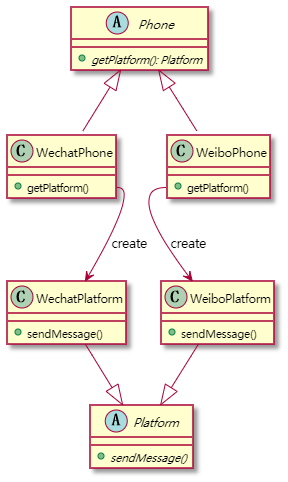 A Phone
getPlatform(): Platform
C WechatPhone
getPlatform()
C WeiboPhone
getPlatform()
create
create
C WechatPlatform
sendMessage()
C WeiboPlatform
sendMessage()
A Platform
sendMessage()